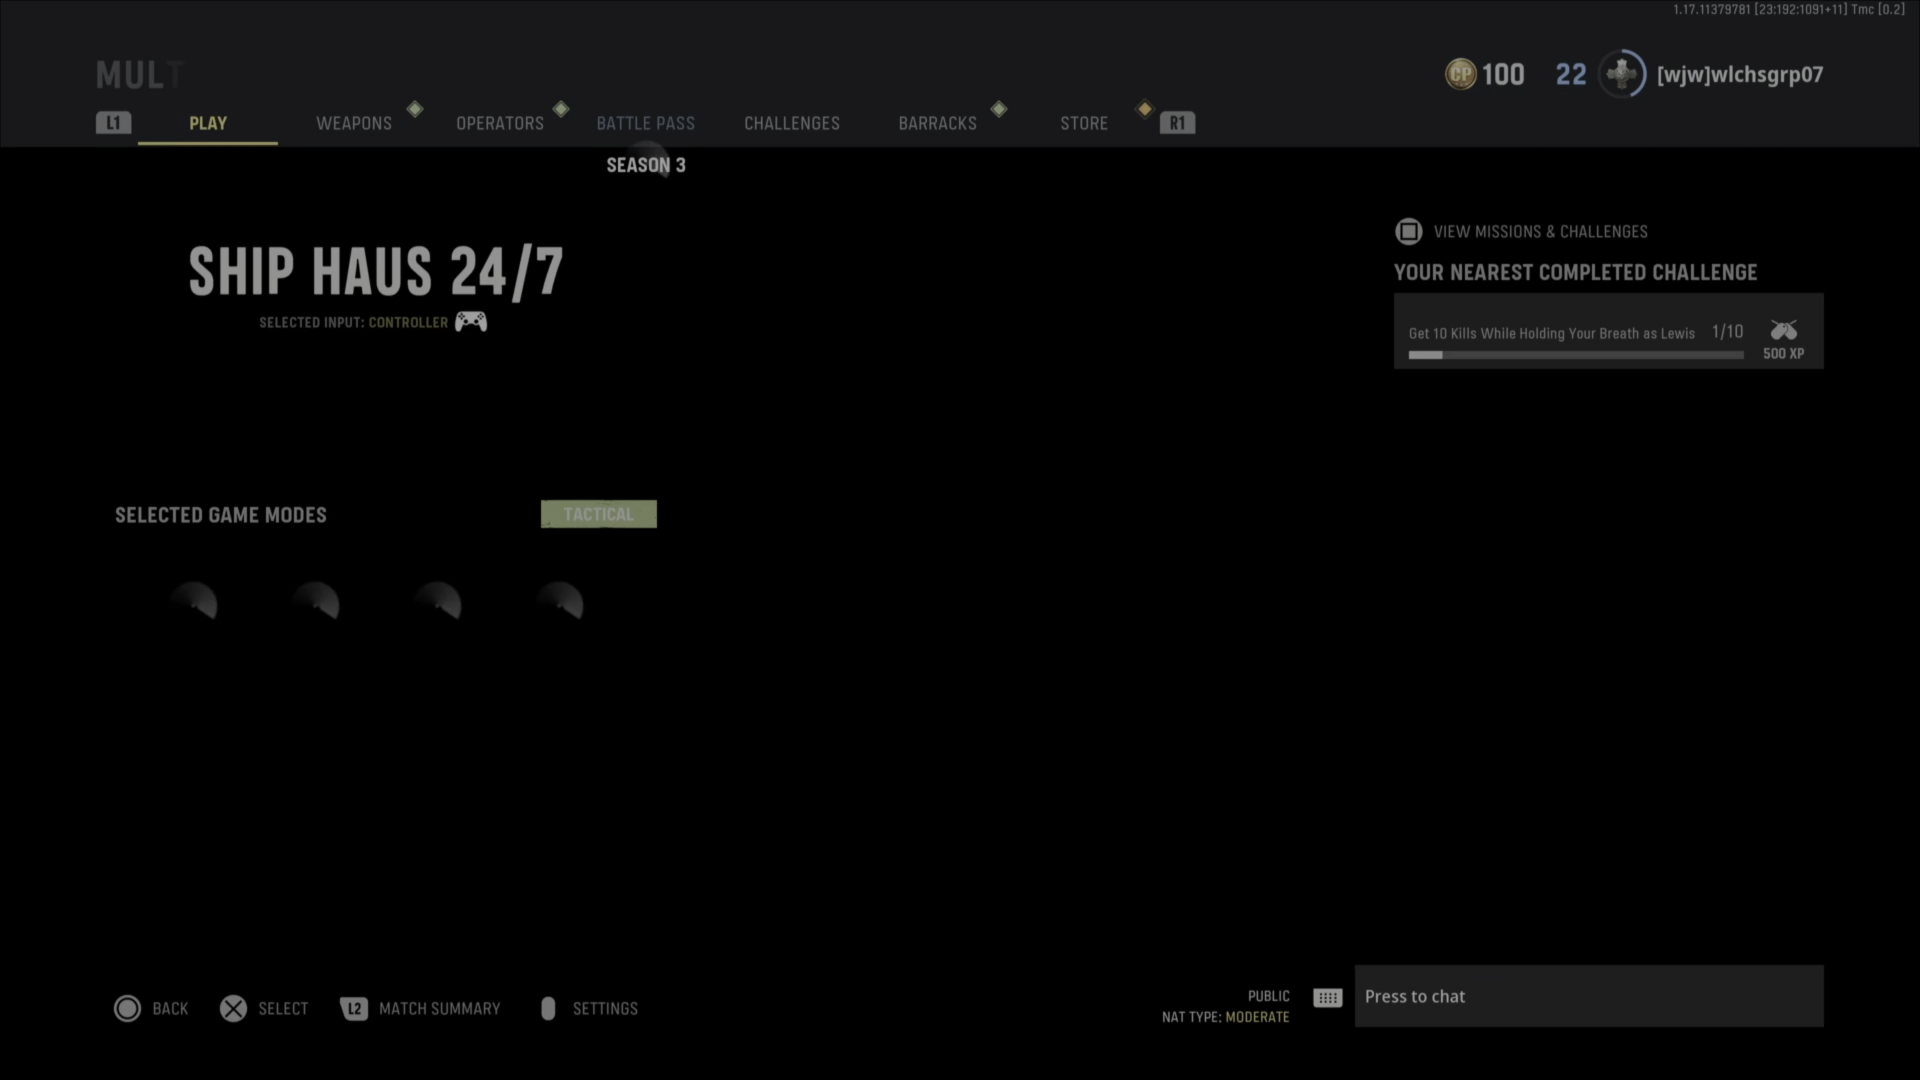 1.17.11379781 [23:192:1091+11] Tmc [0.2]
MULT
CP 100 22 [wjw]wlchsgrp07
L1 PLAY WEAPONS OPERATORS BATTLE PASS CHALLENGES BARRACKS STORE R1
SEASON 3
SHIP HAUS 24/7
SELECTED INPUT: CONTROLLER
VIEW MISSIONS & CHALLENGES
YOUR NEAREST COMPLETED CHALLENGE
Get 10 Kills While Holding Your Breath as Lewis 1/10
500 XP
SELECTED GAME MODES TACTICAL
BACK SELECT L2 MATCH SUMMARY SETTINGS
PUBLIC
NAT TYPE: MODERATE
Press to chat